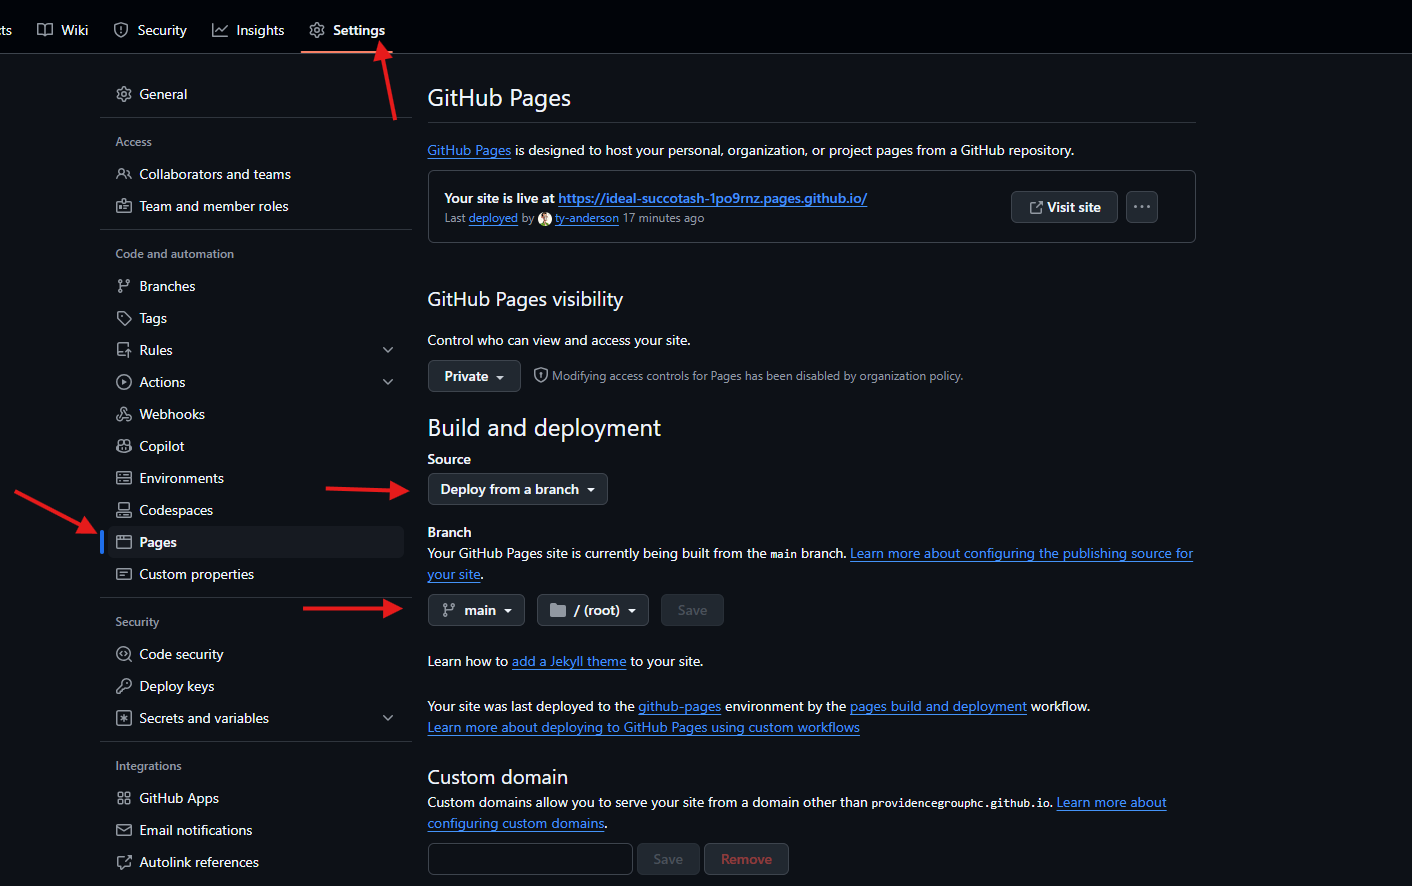 Wiki
Security
Insights
Settings
General
Access
Collaborators and teams
Team and member roles
Code and automation
Branches
Tags
Rules
Actions
Webhooks
Copilot
Environments
Codespaces
Pages
Custom properties
Security
Code security
Deploy keys
Secrets and variables
Integrations
GitHub Apps
Email notifications
Autolink references
GitHub Pages
GitHub Pages is designed to host your personal, organization, or project pages from a GitHub repository.
Your site is live at https://ideal-succotash-1po9rnz.pages.github.io/
Last deployed by ty-anderson 17 minutes ago
Visit site
GitHub Pages visibility
Control who can view and access your site.
Private
Modifying access controls for Pages has been disabled by organization policy.
Build and deployment
Source
Deploy from a branch
Branch
Your GitHub Pages site is currently being built from the main branch. Learn more about configuring the publishing source for
your site.
main
/ (root)
Save
Learn how to add a Jekyll theme to your site.
Your site was last deployed to the github-pages environment by the pages build and deployment workflow.
Learn more about deploying to GitHub Pages using custom workflows
Custom domain
Custom domains allow you to serve your site from a domain other than providencegrouphc.github.io. Learn more about
configuring custom domains.
Save
Remove